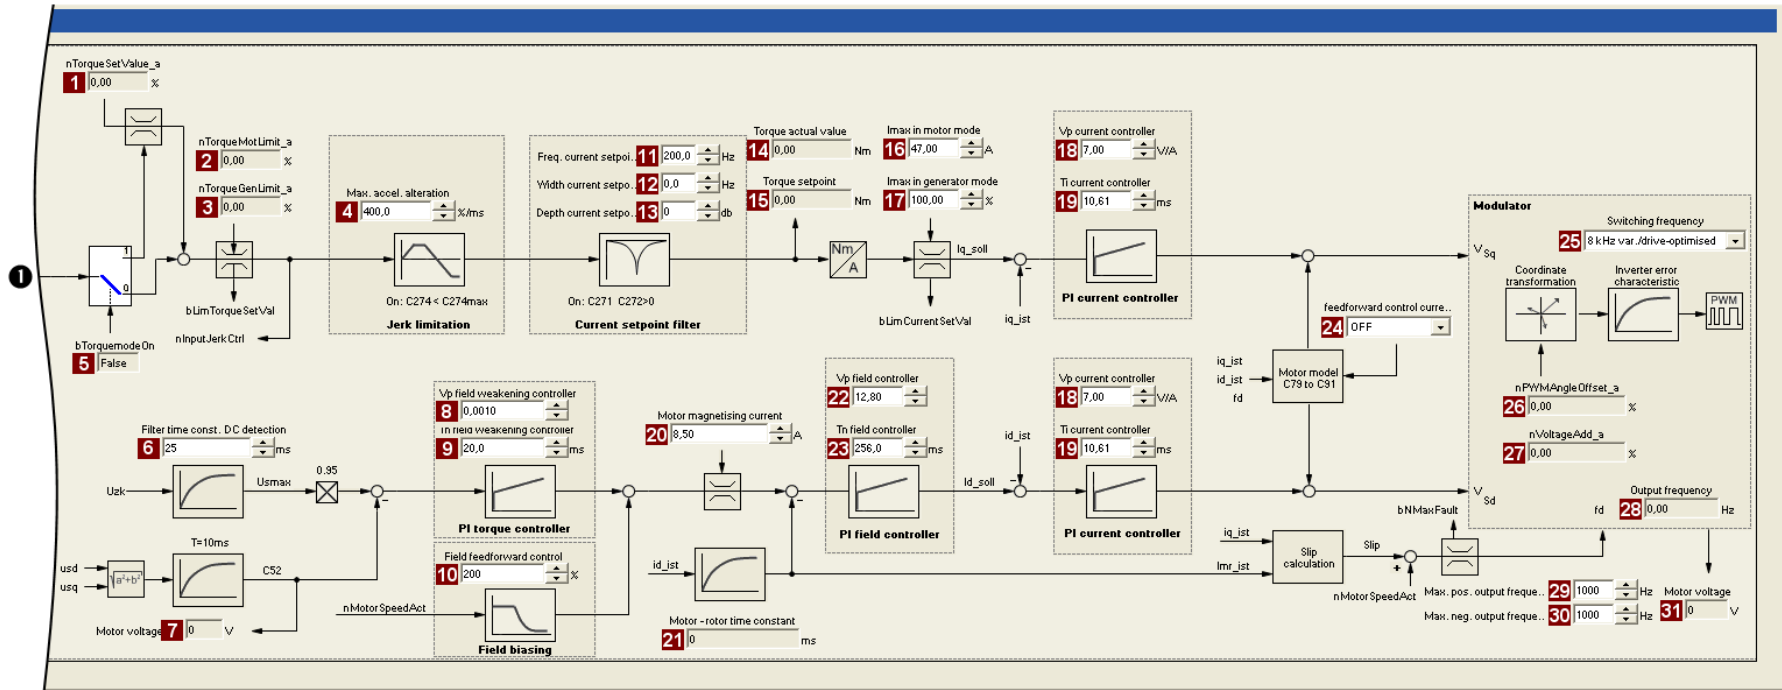 nTorqueSetValue_a
1 0,00 %
nTorqueMotLimit_a
2 0,00 %
nTorqueGenLimit_a
3 0,00 %
1
0
bLimTorqueSetVal
nInputJerkCtrl
bTorquemodeOn
5 False
Max. accel. alteration
4 400,0 %/ms
On: C274 < C274max
Jerk limitation
Freq. current setpoi.. 11 200,0 Hz
Width current setpo.. 12 0,0 Hz
Depth current setpo.. 13 0 db
On: C271 C272>0
Current setpoint filter
Torque actual value
14 0,00 Nm
Torque setpoint
15 0,00 Nm
Nm
A
Imax in motor mode
16 47,00 A
Imax in generator mode
17 100,00 %
Iq_soll
bLimCurrentSetVal
iq_ist
-
Vp current controller
18 7,00 V/A
Ti current controller
19 10,61 ms
PI current controller
feedforward control curre..
24 OFF
iq_ist
id_ist
fd
Motor model
C79 to C91
Modulator
Switching frequency
25 8 kHz var./drive-optimised
V Sq
Coordinate
transformation
Inverter error
characteristic
PWM
nPWMAngleOffset_a
26 0,00 %
nVoltageAdd_a
27 0,00 %
V Sd
Output frequency
fd 28 0,00 Hz
Filter time const. DC detection
6 25 ms
Uzk
Usmax
0.95
-
T=10ms
usd
usq
√a²+b²
C52
Motor voltage 7 0 V
Vp field weakening controller
8 0,0010
Tn field weakening controller
9 20,0 ms
PI torque controller
Field feedforward control
10 200 %
nMotorSpeedAct
Field biasing
Motor magnetising current
20 8,50 A
-
id_ist
Motor - rotor time constant
21 0 ms
Vp field controller
22 12,80
Tn field controller
23 256,0 ms
PI field controller
Id_soll
id_ist
-
Vp current controller
18 7,00 V/A
Ti current controller
19 10,61 ms
PI current controller
iq_ist
Imr_ist
Slip
calculation
Slip
+
nMotorSpeedAct
bNMaxFault
Max. pos. output freque.. 29 1000 Hz
Max. neg. output freque.. 30 1000 Hz
Motor voltage
31 0 V